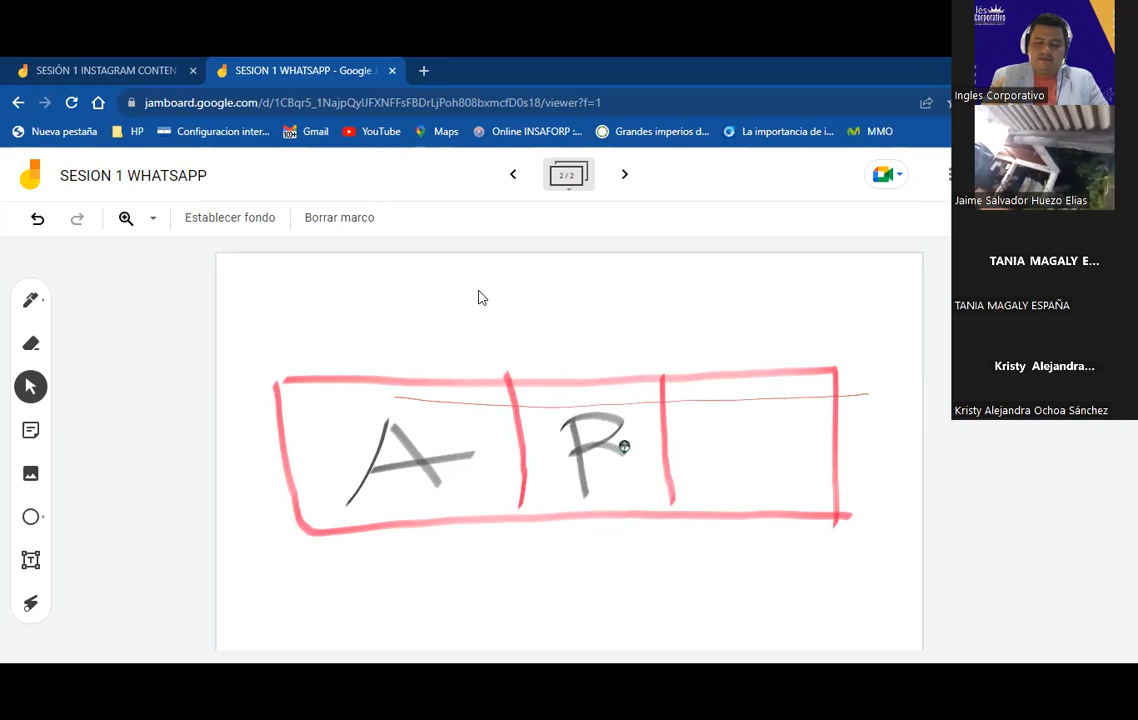 SESIÓN 1 INSTAGRAM CONTEN
SESION 1 WHATSAPP - Google J
jamboard.google.com/d/1CBqr5_1NajpQylJFXNFFsFBDrLjPoh808bxmcfD0s18/viewer?f=1
Nueva pestaña HP Configuracion inter... Gmail YouTube Maps Online INSAFORP :... Grandes imperios d... La importancia de i... MMO
SESION 1 WHATSAPP
2 / 2
Establecer fondo Borrar marco
A
Corporativo
Ingles Corporativo
Jaime Salvador Huezo Elias
TANIA MAGALY E...
TANIA MAGALY ESPAÑA
Kristy Alejandra...
Kristy Alejandra Ochoa Sánchez